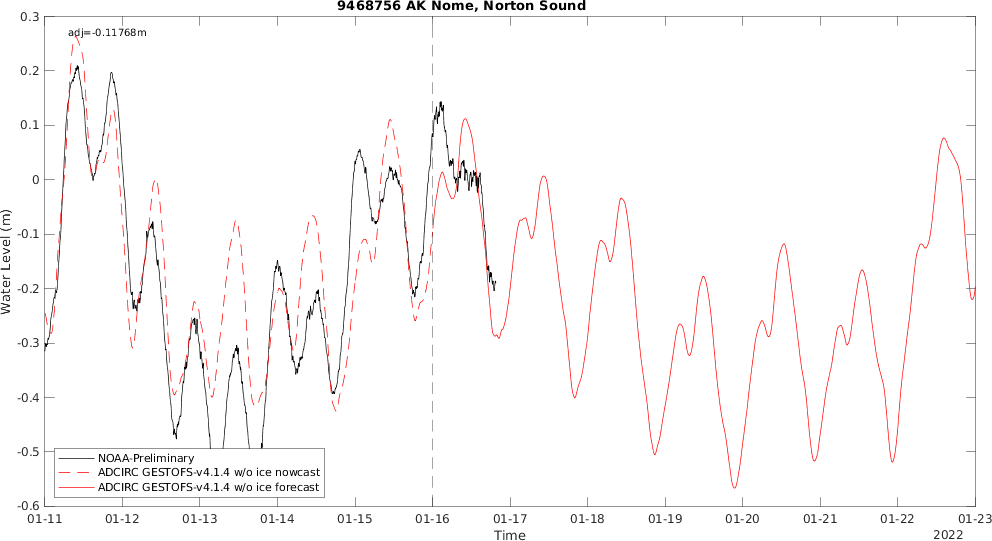 9468756 AK Nome, Norton Sound
adj=-0.11768m
0.3
0.2
0.1
0
-0.1
-0.2
-0.3
-0.4
-0.5
-0.6
Water Level (m)
NOAA-Preliminary
ADCIRC GESTOFS-v4.1.4 w/o ice nowcast
ADCIRC GESTOFS-v4.1.4 w/o ice forecast
01-11 01-12 01-13 01-14 01-15 01-16 01-17 01-18 01-19 01-20 01-21 01-22 01-23
Time
2022